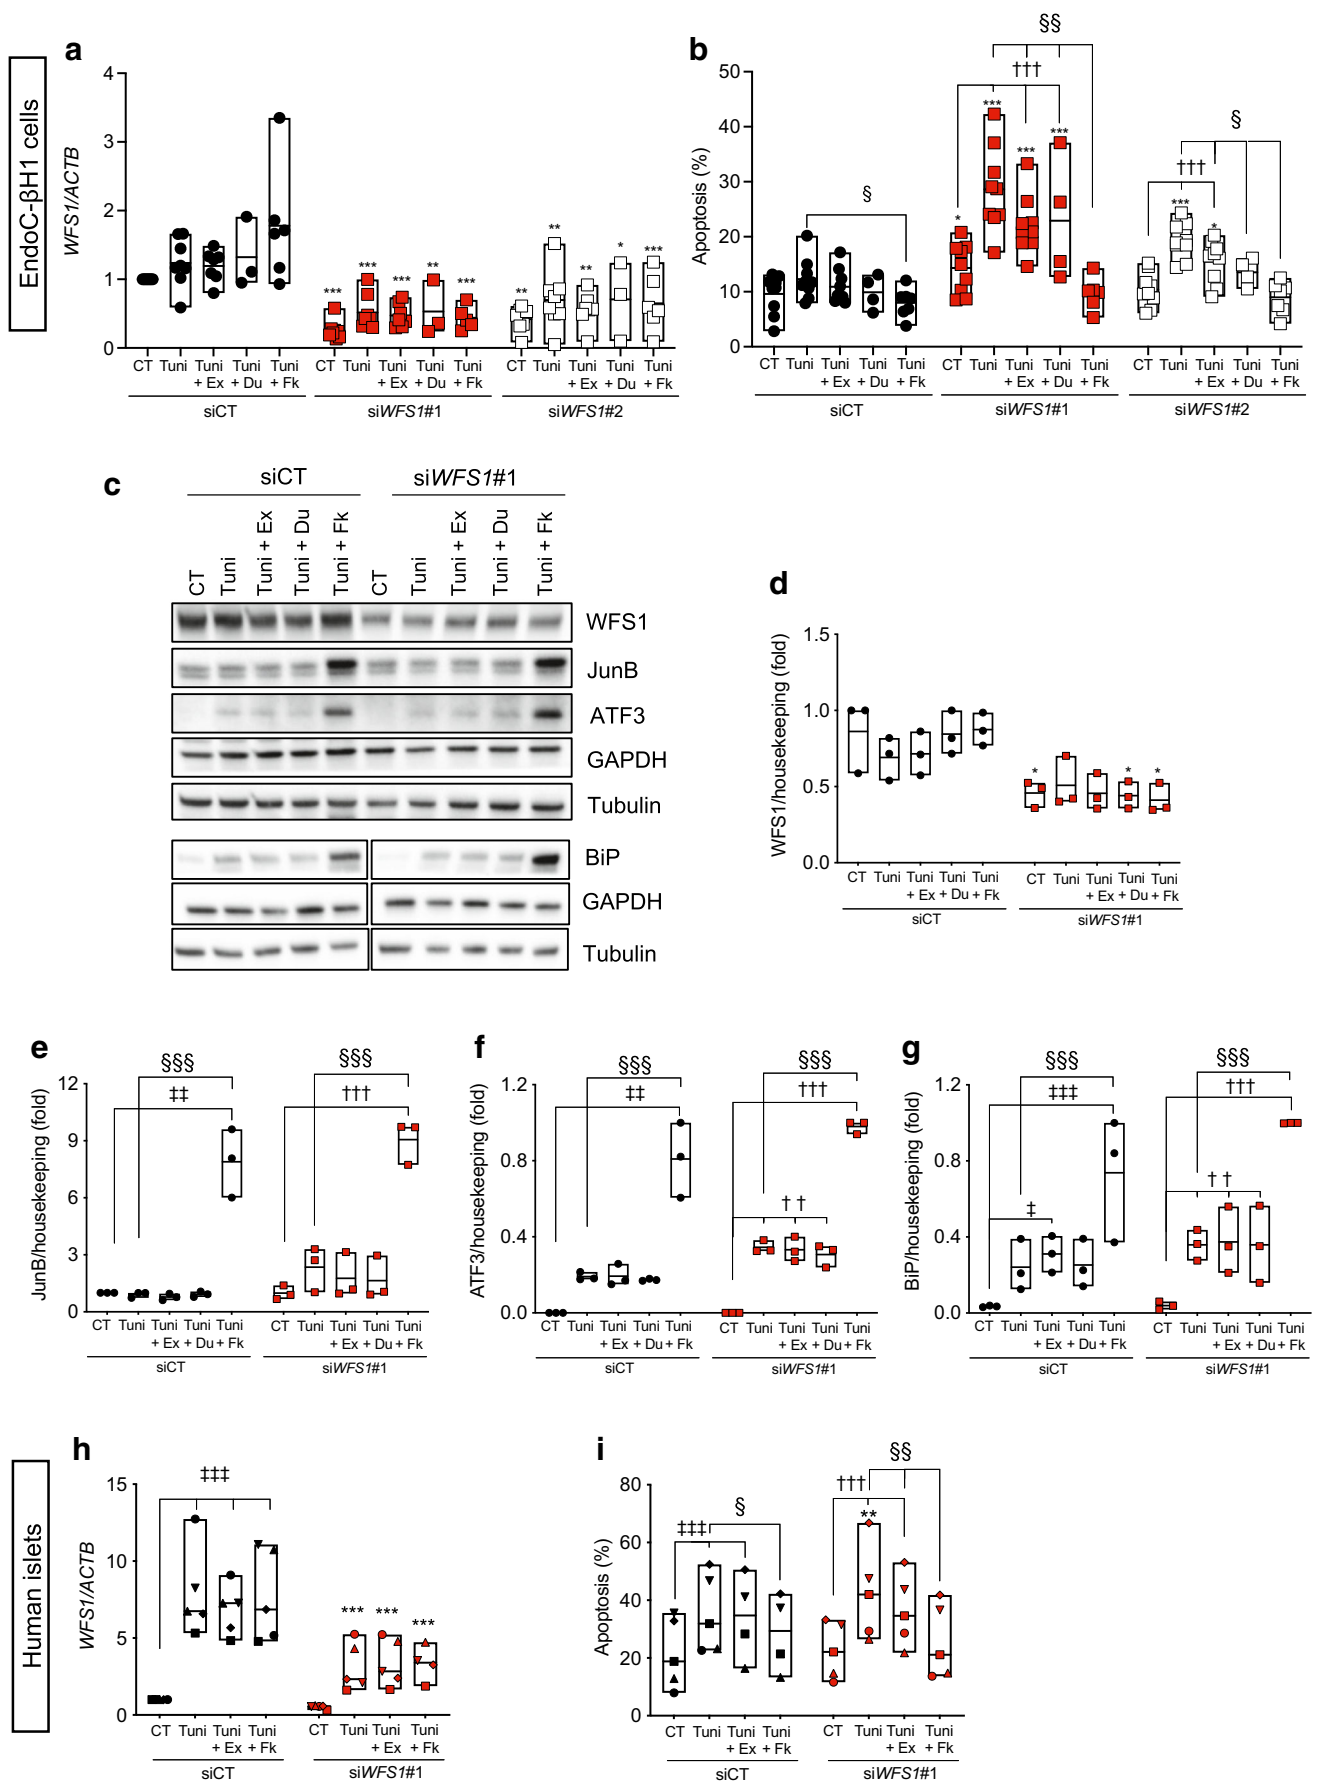 EndoC-βH1 cells
a
WFS1/ACTB
4
3
2
1
0
*** *** *** ** *** ** ** ** * ***
CT Tuni Tuni Tuni Tuni CT Tuni Tuni Tuni Tuni CT Tuni Tuni Tuni Tuni
+ Ex + Du + Fk + Ex + Du + Fk + Ex + Du + Fk
siCT siWFS1#1 siWFS1#2
b
Apoptosis (%)
50
40
30
20
10
0
§§
†††
§
§
†††
* *** *** *** *** *
CT Tuni Tuni Tuni Tuni CT Tuni Tuni Tuni Tuni CT Tuni Tuni Tuni Tuni
+ Ex + Du + Fk + Ex + Du + Fk + Ex + Du + Fk
siCT siWFS1#1 siWFS1#2
c
siCT siWFS1#1
CT Tuni Tuni + Ex Tuni + Du Tuni + Fk CT Tuni Tuni + Ex Tuni + Du Tuni + Fk
WFS1
JunB
ATF3
GAPDH
Tubulin
BiP
GAPDH
Tubulin
d
WFS1/housekeeping (fold)
1.5
1.0
0.5
0.0
* * *
CT Tuni Tuni Tuni Tuni CT Tuni Tuni Tuni Tuni
+ Ex + Du + Fk + Ex + Du + Fk
siCT siWFS1#1
e
JunB/housekeeping (fold)
12
9
6
3
0
§§§ §§§
‡‡ †††
CT Tuni Tuni Tuni Tuni CT Tuni Tuni Tuni Tuni
+ Ex + Du + Fk + Ex + Du + Fk
siCT siWFS1#1
f
ATF3/housekeeping (fold)
1.2
0.8
0.4
0.0
§§§ §§§
‡‡ †††
† †
CT Tuni Tuni Tuni Tuni CT Tuni Tuni Tuni Tuni
+ Ex + Du + Fk + Ex + Du + Fk
siCT siWFS1#1
g
BiP/housekeeping (fold)
1.2
0.8
0.4
0.0
§§§ §§§
‡‡‡ †††
‡ † †
CT Tuni Tuni Tuni Tuni CT Tuni Tuni Tuni Tuni
+ Ex + Du + Fk + Ex + Du + Fk
siCT siWFS1#1
Human islets
h
WFS1/ACTB
15
10
5
0
‡‡‡
*** *** ***
CT Tuni Tuni Tuni CT Tuni Tuni Tuni
+ Ex + Fk + Ex + Fk
siCT siWFS1#1
i
Apoptosis (%)
80
60
40
20
0
§§
†††
§
‡‡‡
**
CT Tuni Tuni Tuni CT Tuni Tuni Tuni
+ Ex + Fk + Ex + Fk
siCT siWFS1#1